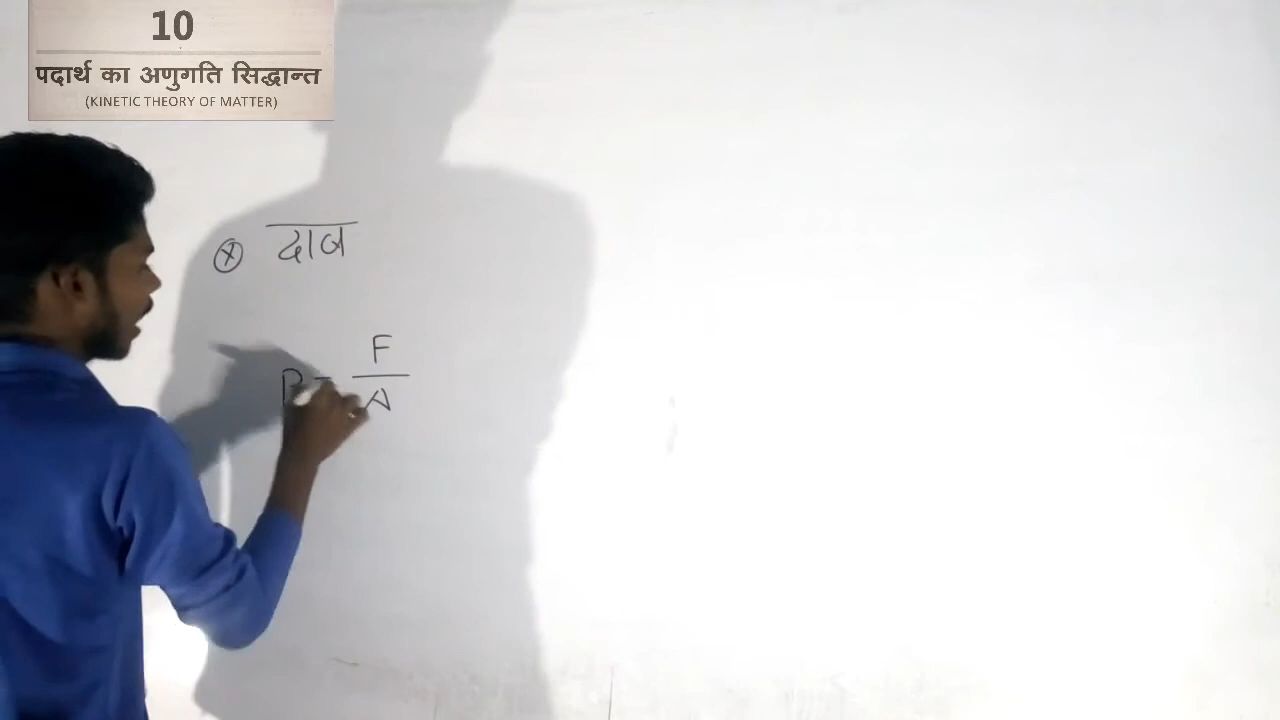 10
पदार्थ का अणुगति सिद्धान्त
(KINETIC THEORY OF MATTER)
दाब
P = F / A